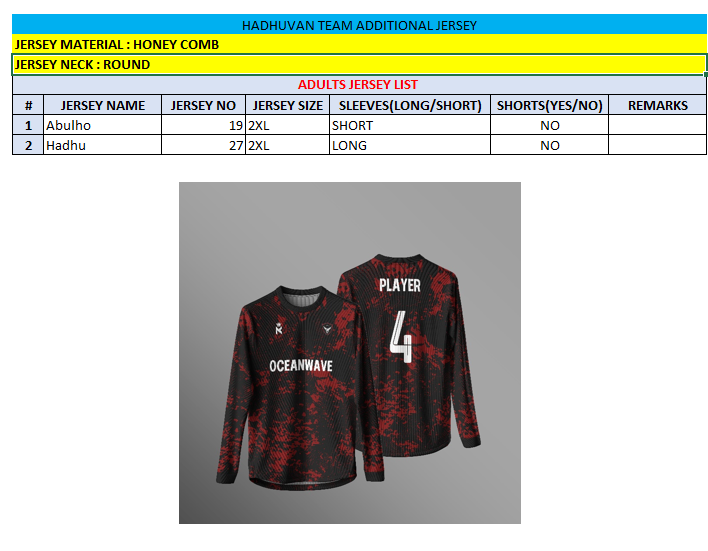 HADHUVAN TEAM ADDITIONAL JERSEY
JERSEY MATERIAL : HONEY COMB
JERSEY NECK : ROUND
ADULTS JERSEY LIST
# JERSEY NAME JERSEY NO JERSEY SIZE SLEEVES(LONG/SHORT) SHORTS(YES/NO) REMARKS
1 Abulho 19 2XL SHORT NO
2 Hadhu 27 2XL LONG NO
PLAYER
4
OCEANWAVE